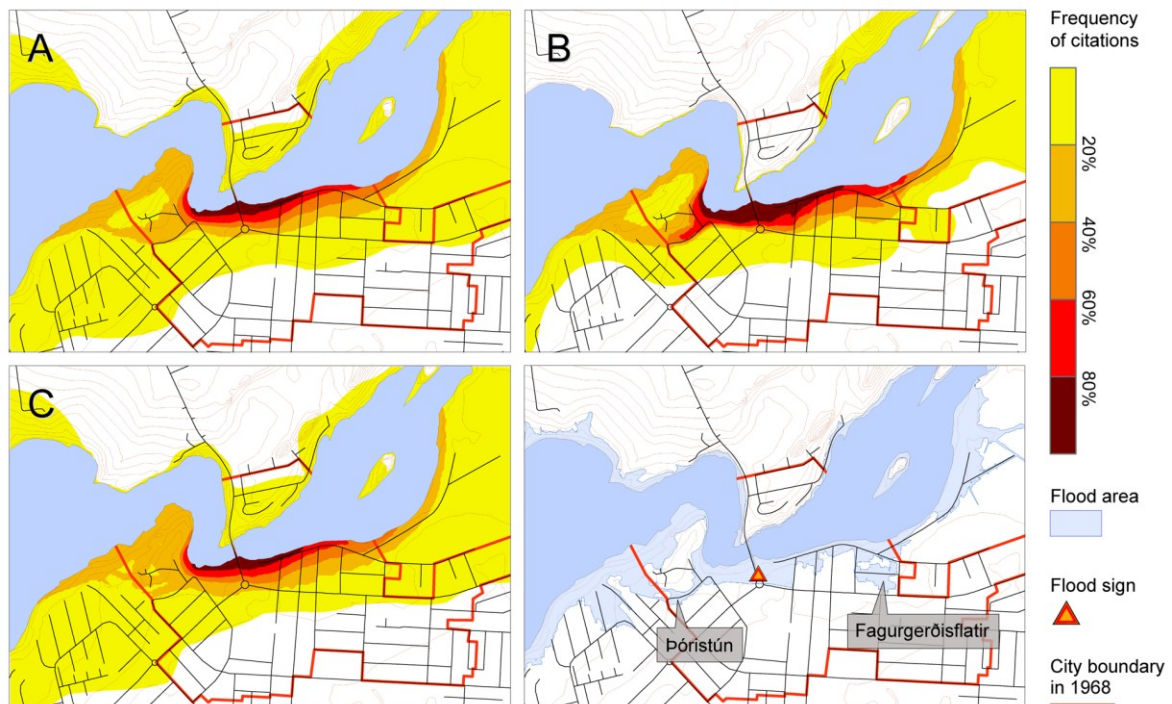 A
B
C
Þóristún
Fagurgerðisflatir
Frequency
of citations
20%
40%
60%
80%
Flood area
Flood sign
City boundary
in 1968